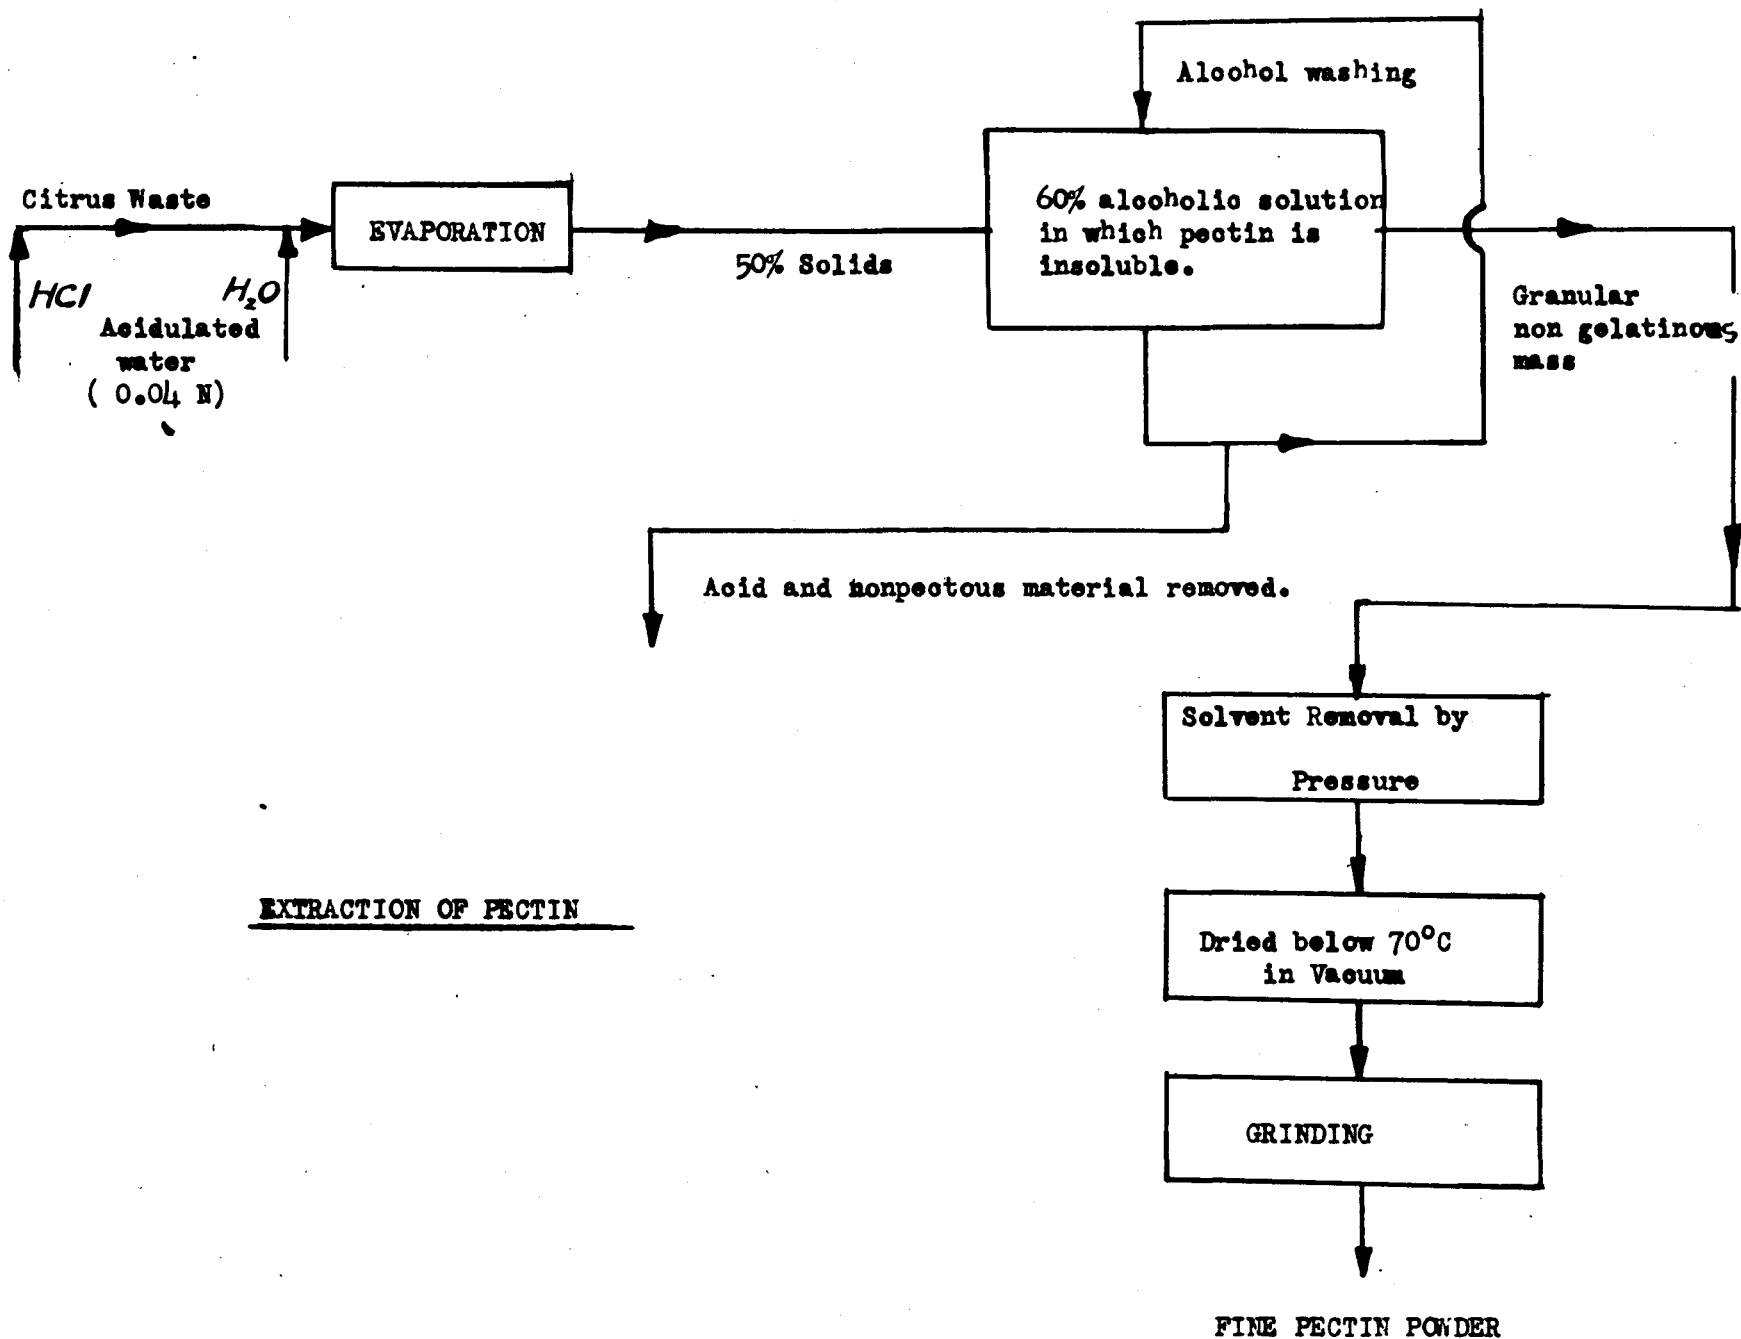 Alcohol washing
Citrus Waste
EVAPORATION
50% Solids
60% alcoholic solution
in which pectin is
insoluble.
HCl
H₂O
Acidulated
water
( 0.04 N)
Granular
non gelatinous
mass
Acid and nonpectous material removed.
Solvent Removal by
Pressure
EXTRACTION OF PECTIN
Dried below 70°C
in Vacuum
GRINDING
FINE PECTIN POWDER